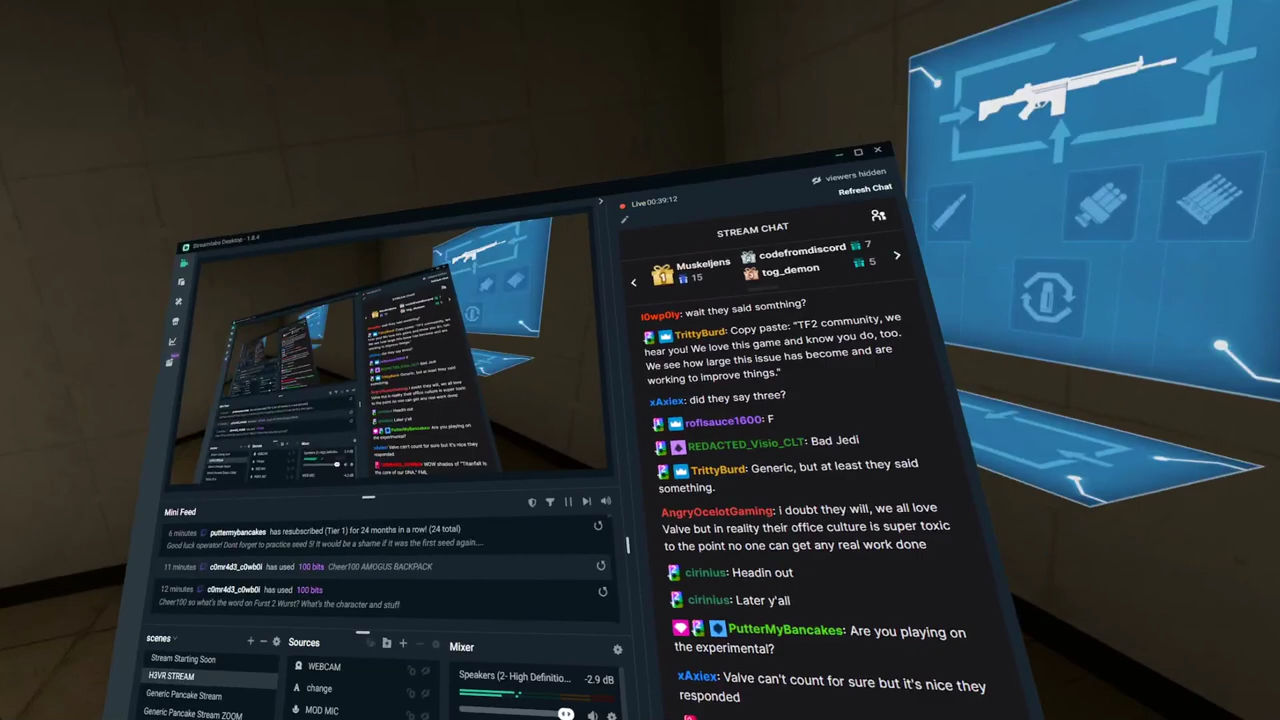 Streamlabs Desktop - 1.8.4
viewers hidden
Refresh Chat
Live 00:39:12
STREAM CHAT
Muskeljens
15
codefromdiscord 7
tog_demon 5
l0wp0ly: wait they said somthing?
TrittyBurd: Copy paste: "TF2 community, we
hear you! We love this game and know you do, too.
We see how large this issue has become and are
working to improve things."
xAxiex: did they say three?
roflsauce1600: F
REDACTED_Visio_CLT: Bad Jedi
TrittyBurd: Generic, but at least they said
something.
AngryOcelotGaming: i doubt they will, we all love
Valve but in reality their office culture is super toxic
to the point no one can get any real work done
cirinius: Headin out
cirinius: Later y'all
PutterMyBancakes: Are you playing on
the experimental?
xAxiex: Valve can't count for sure but it's nice they
responded
Mini Feed
6 minutes puttermybancakes has resubscribed (Tier 1) for 24 months in a row! (24 total)
Good luck operator! Dont forget to practice seed 5! It would be a shame if it was the first seed again....
11 minutes c0mr4d3_c0wb0i has used 100 bits Cheer100 AMOGUS BACKPACK
12 minutes c0mr4d3_c0wb0i has used 100 bits
Cheer100 so what's the word on Furst 2 Wurst? What's the character and stuff
scenes
Stream Starting Soon
H3VR STREAM
Generic Pancake Stream
Generic Pancake Stream ZOOM
Sources
WEBCAM
change
MOD MIC
Mixer
Speakers (2- High Definitio... -2.9 dB